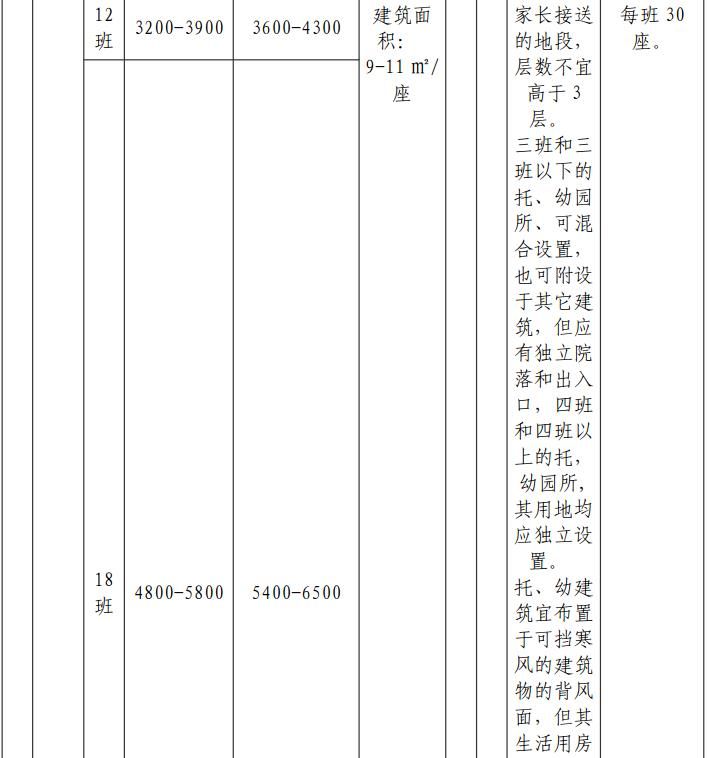 12
班
3200-3900
3600-4300
建筑面
积：
9-11 ㎡/
座
家长接送
的地段，
层数不宜
高于 3
层。
三班和三
班以下的
托、幼园
所、可混
合设置，
也可附设
于其它建
筑，但应
有独立院
落和出入
口，四班
和四班以
上的托，
幼园所，
其用地均
应独立设
置。
托、幼建
筑宜布置
于可挡寒
风的建筑
物的背风
面，但其
生活用房
每班 30
座。
18
班
4800-5800
5400-6500